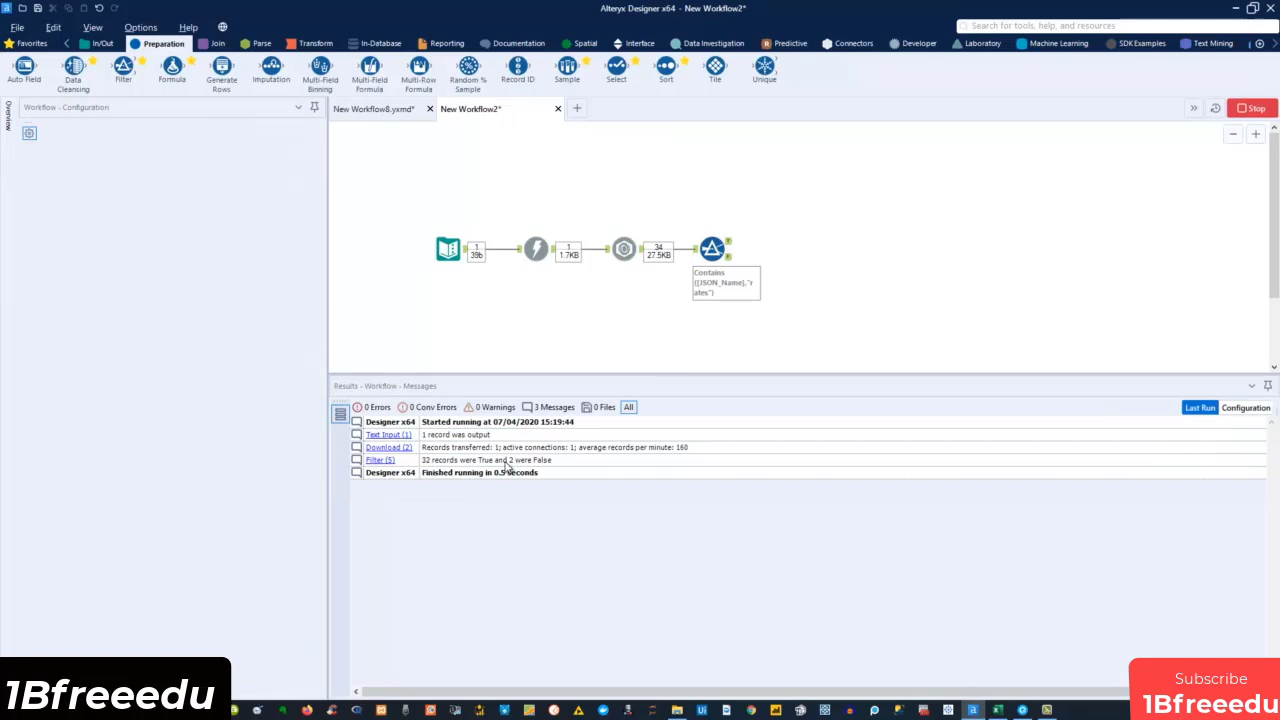 Alteryx Designer x64 - New Workflow2*
File Edit View Options Help
Search for tools, help, and resources
Favorites In/Out Preparation Join Parse Transform In-Database Reporting Documentation Spatial Interface Data Investigation Predictive Connectors Developer Laboratory Machine Learning SDK Examples Text Mining
Auto Field Data Cleansing Filter Formula Generate Rows Imputation Multi-Field Binning Multi-Field Formula Multi-Row Formula Random % Sample Record ID Sample Select Sort Tile Unique
Overview
Workflow - Configuration
New Workflow8.yxmd* New Workflow2*
Stop
1
39b
1
1.7KB
34
27.5KB
T
F
Contains
([JSON_Name],"r
ates")
Results - Workflow - Messages
0 Errors 0 Conv Errors 0 Warnings 3 Messages 0 Files All
Last Run Configuration
Designer x64 Started running at 07/04/2020 15:19:44
Text Input (1) 1 record was output
Download (2) Records transferred: 1; active connections: 1; average records per minute: 160
Filter (5) 32 records were True and 2 were False
Designer x64 Finished running in 0.5 seconds
1Bfreeedu
Subscribe
1Bfreeedu